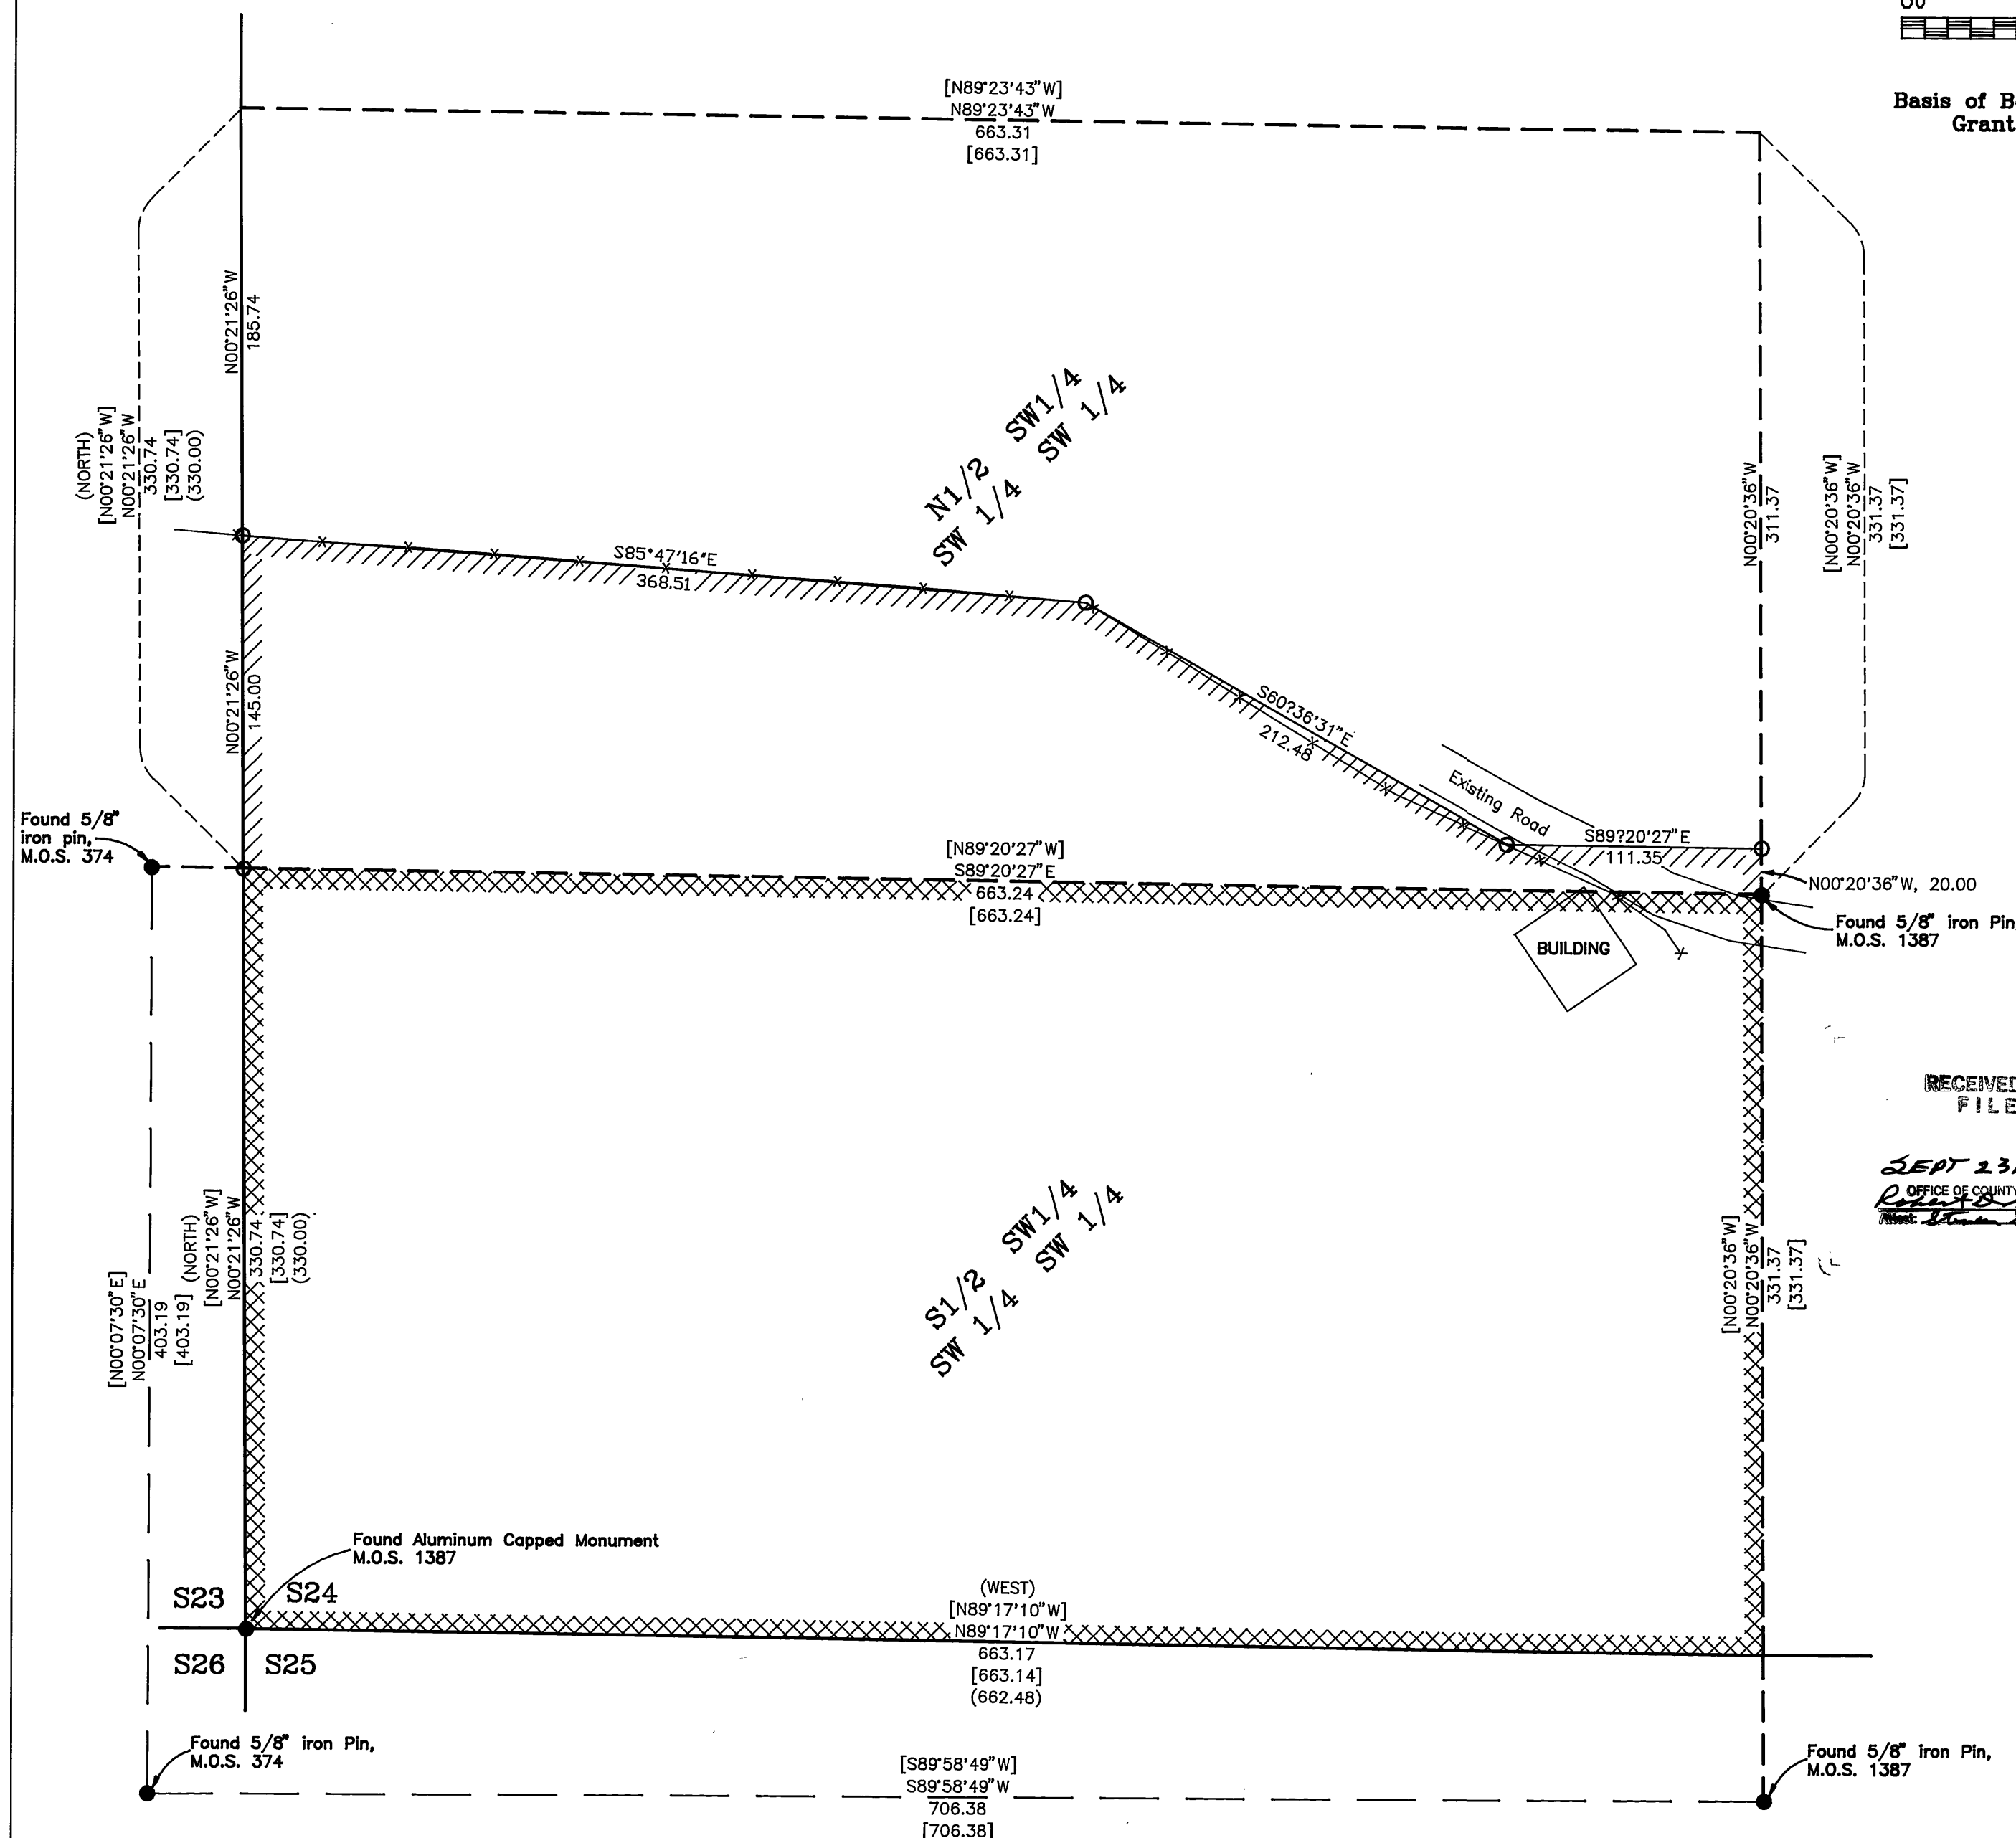 Basis of B
Grant
[N89°23'43"W]
N89°23'43"W
663.31
[663.31]
N00°21'26"W
185.74
(NORTH)
[N00°21'26"W]
N00°21'26"W
330.74
[330.74]
(330.00)
N1/2 SW1/4
SW 1/4 SW 1/4
N00°20'36"W
311.37
[N00°20'36"W]
N00°20'36"W
331.37
[331.37]
S85°47'16"E
368.51
N00°21'26"W
145.00
S60?36'31"E
212.48
Existing Road
S89?20'27"E
111.35
N00°20'36"W, 20.00
Found 5/8"
iron pin,
M.O.S. 374
[N89°20'27"W]
S89°20'27"E
663.24
[663.24]
Found 5/8" iron Pin
M.O.S. 1387
BUILDING
RECEIVED
FILE
SEPT 23,
OFFICE OF COUNTY
Robert D
Attest:
S1/2 SW1/4
SW 1/4 SW 1/4
[N00°07'30"E]
N00°07'30"E
403.19
[403.19]
(NORTH)
[N00°21'26"W]
N00°21'26"W
330.74
[330.74]
(330.00)
[N00°20'36"W]
N00°20'36"W
331.37
[331.37]
Found Aluminum Capped Monument
M.O.S. 1387
S23 S24
S26 S25
(WEST)
[N89°17'10"W]
N89°17'10"W
663.17
[663.14]
(662.48)
Found 5/8" iron Pin,
M.O.S. 374
[S89°58'49"W]
S89°58'49"W
706.38
[706.38]
Found 5/8" iron Pin,
M.O.S. 1387